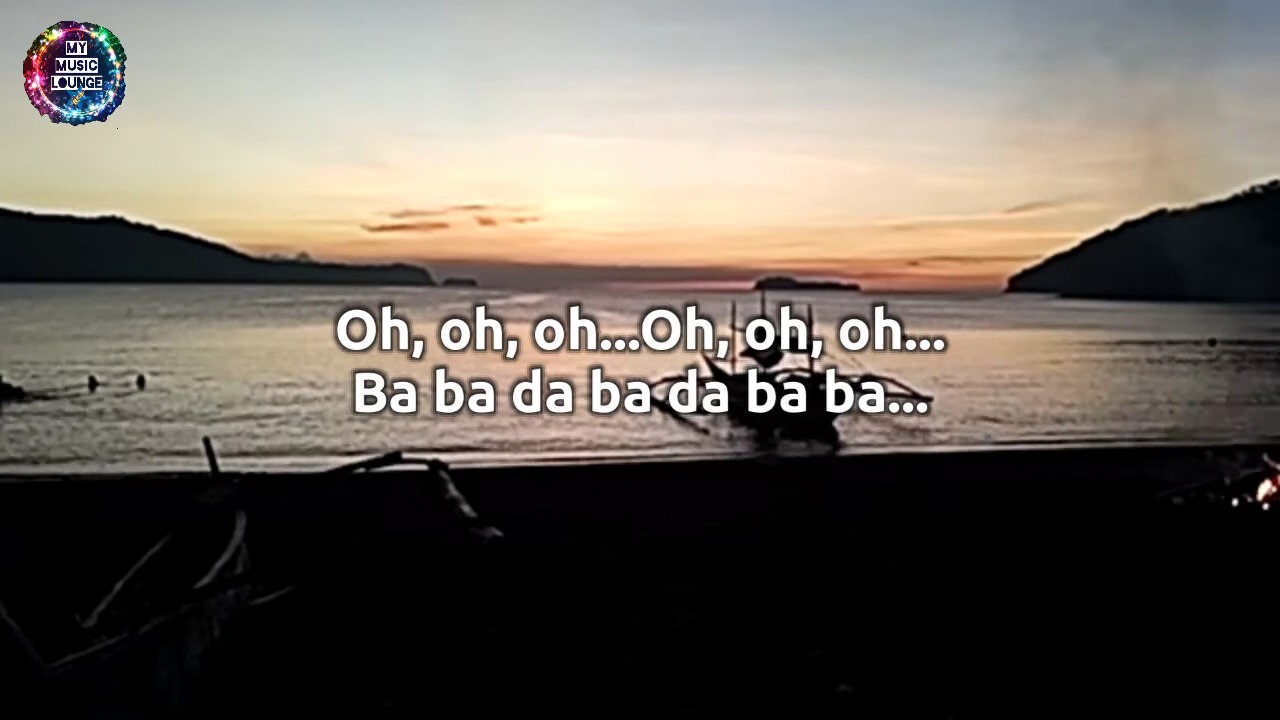 MY
MUSIC
LOUNGE
Oh, oh, oh...Oh, oh, oh...
Ba ba da ba da ba ba...